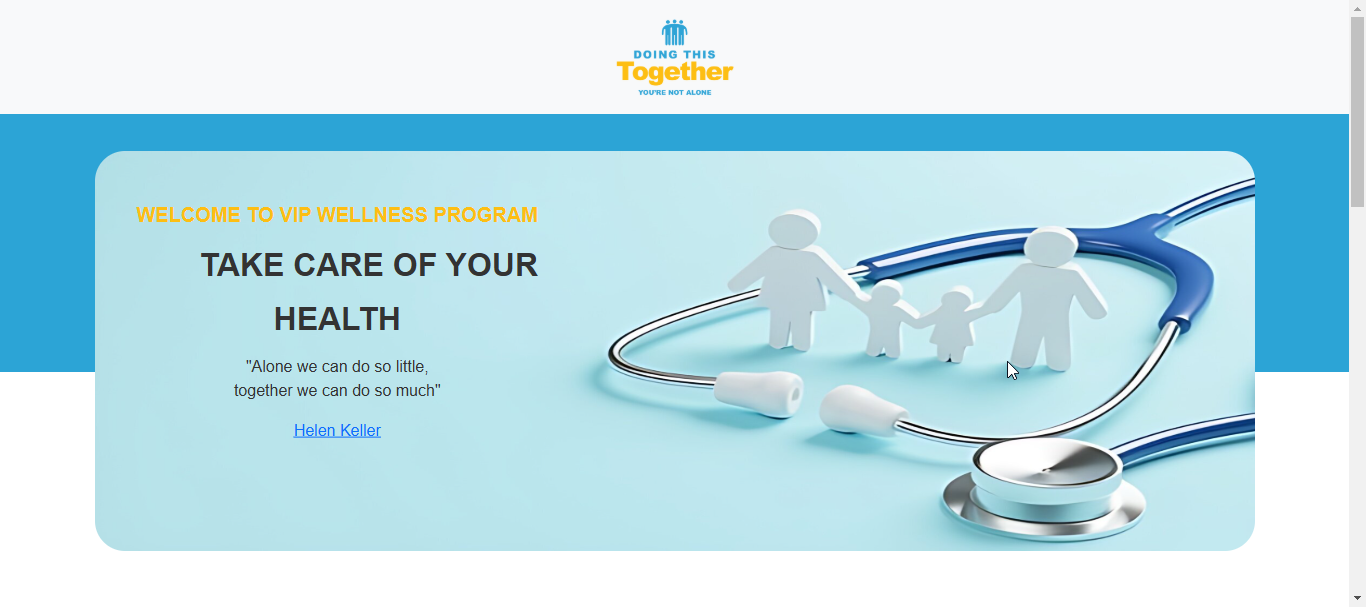 DOING THIS
Together
YOU'RE NOT ALONE
WELCOME TO VIP WELLNESS PROGRAM
TAKE CARE OF YOUR
HEALTH
"Alone we can do so little,
together we can do so much"
Helen Keller